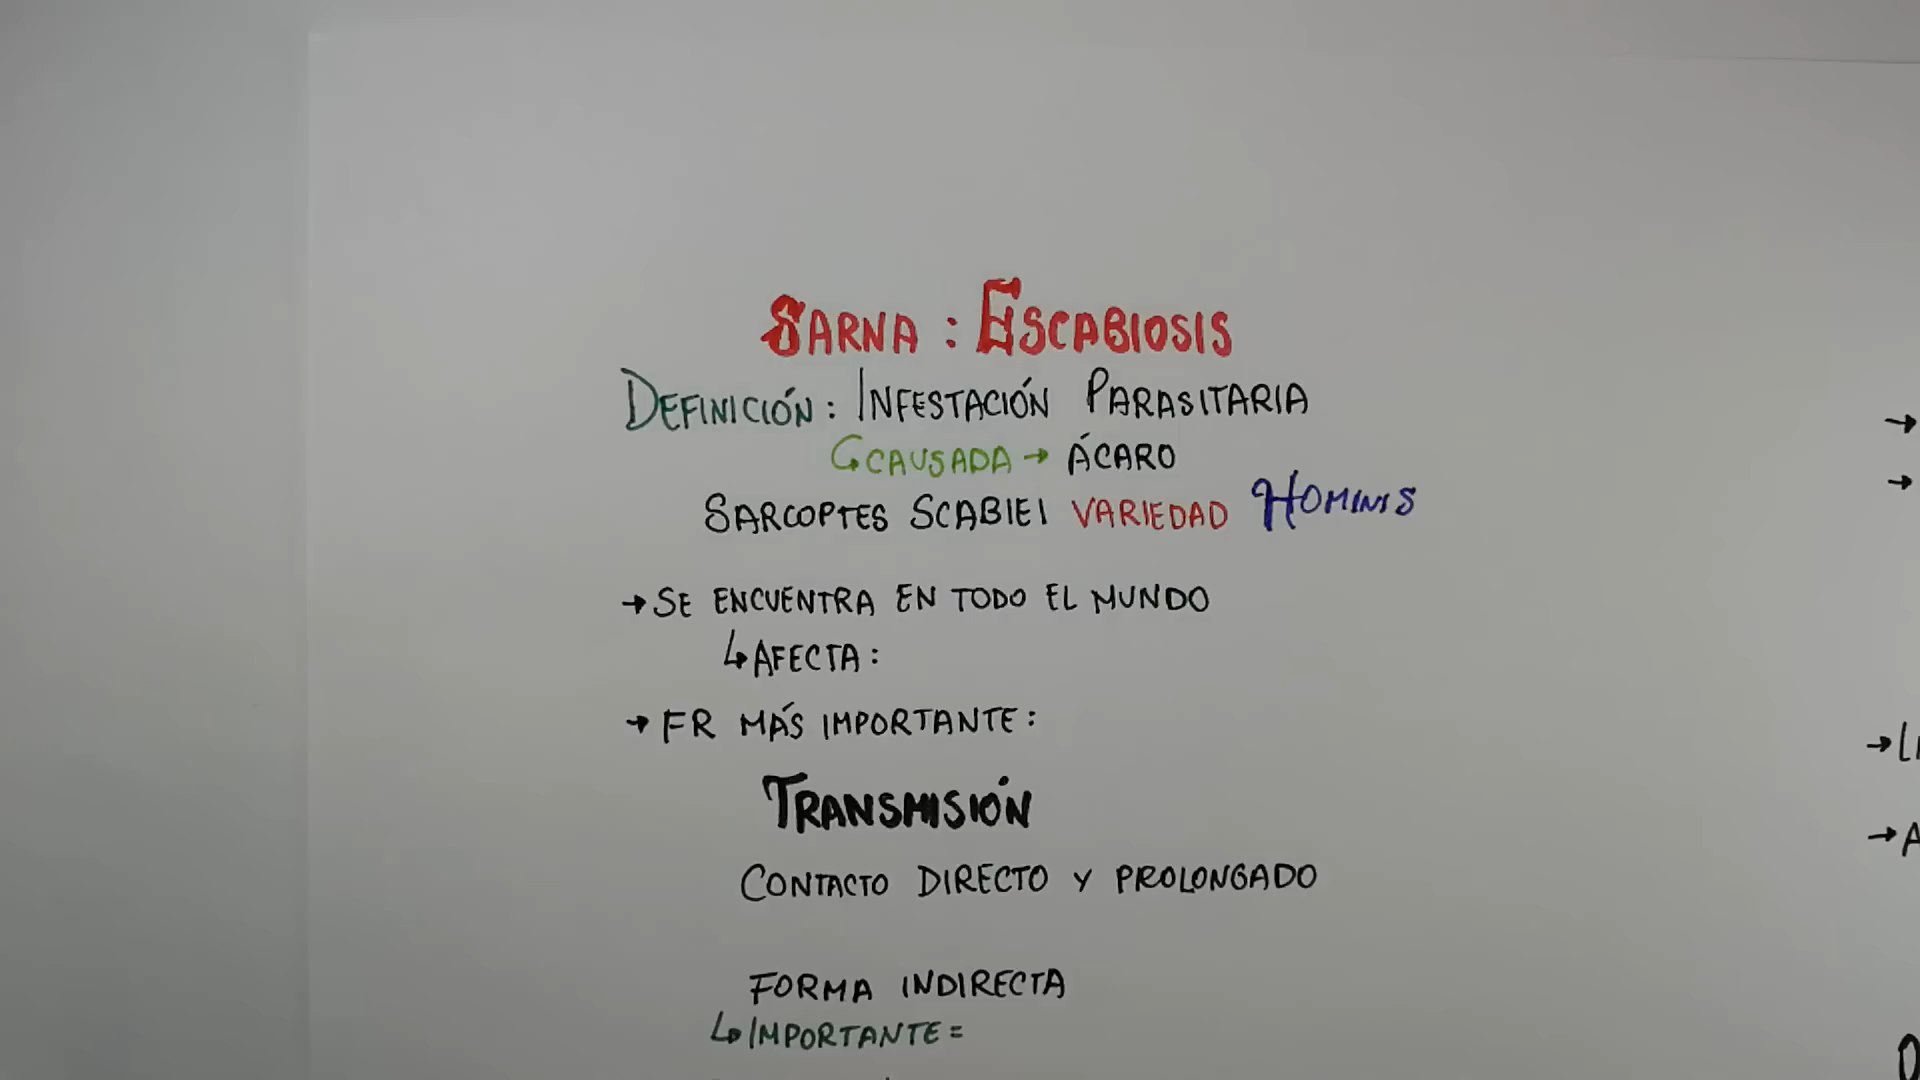 SARNA : ESCABIOSIS
DEFINICIÓN: INFESTACIÓN PARASITARIA
↳ CAUSADA → ÁCARO
SARCOPTES SCABIEI VARIEDAD HOMINIS
→ SE ENCUENTRA EN TODO EL MUNDO
↳ AFECTA :
→ FR MÁS IMPORTANTE :
TRANSMISIÓN
CONTACTO DIRECTO Y PROLONGADO
FORMA INDIRECTA
↳ IMPORTANTE =